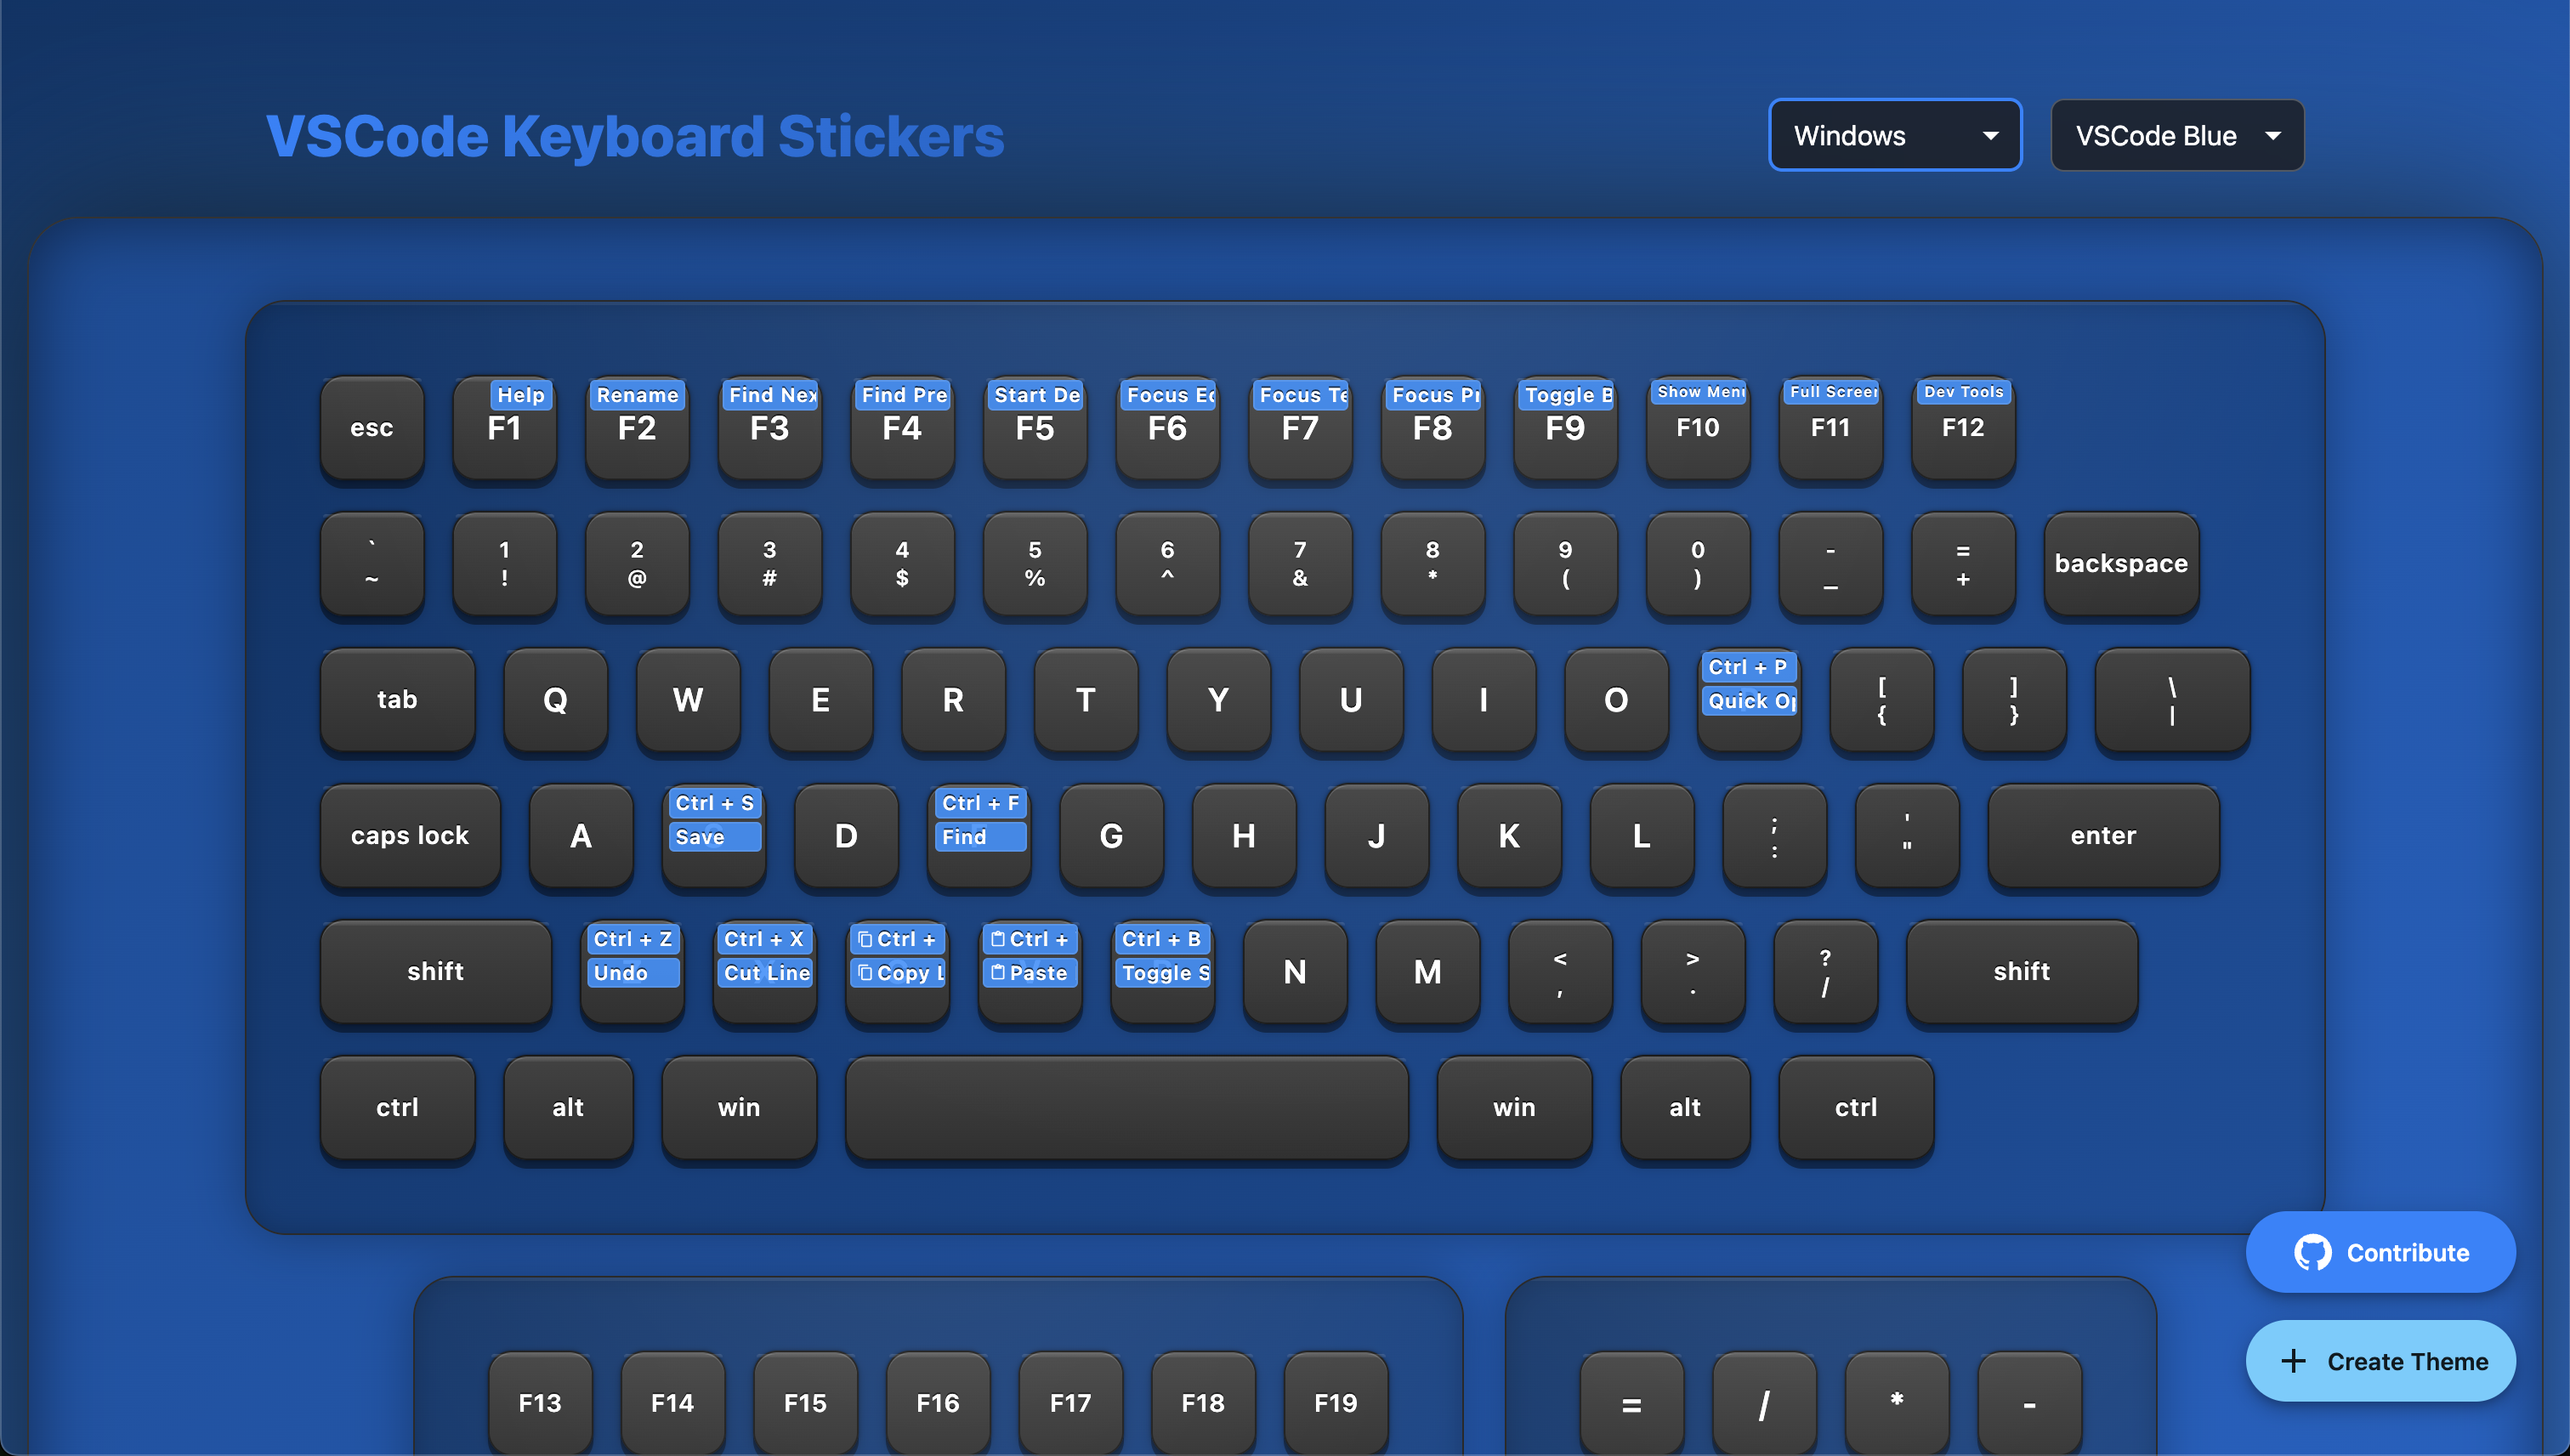 VSCode Keyboard Stickers
Windows
VSCode Blue
esc
Help
F1
Rename
F2
Find Nex
F3
Find Pre
F4
Start De
F5
Focus Ec
F6
Focus Te
F7
Focus Pr
F8
Toggle B
F9
Show Menu
F10
Full Screen
F11
Dev Tools
F12
`
~
1
!
2
@
3
#
4
$
5
%
6
^
7
&
8
*
9
(
0
)
-
_
=
+
backspace
tab
Q
W
E
R
T
Y
U
I
O
Ctrl + P
Quick Op
[
{
]
}
\
|
caps lock
A
Ctrl + S
Save
D
Ctrl + F
Find
G
H
J
K
L
;
:
'
"
enter
shift
Ctrl + Z
Undo
Ctrl + X
Cut Line
Ctrl +
Copy L
Ctrl +
Paste
Ctrl + B
Toggle S
N
M
<
,
>
.
?
/
shift
ctrl
alt
win
win
alt
ctrl
Contribute
Create Theme
F13
F14
F15
F16
F17
F18
F19
=
/
*
-